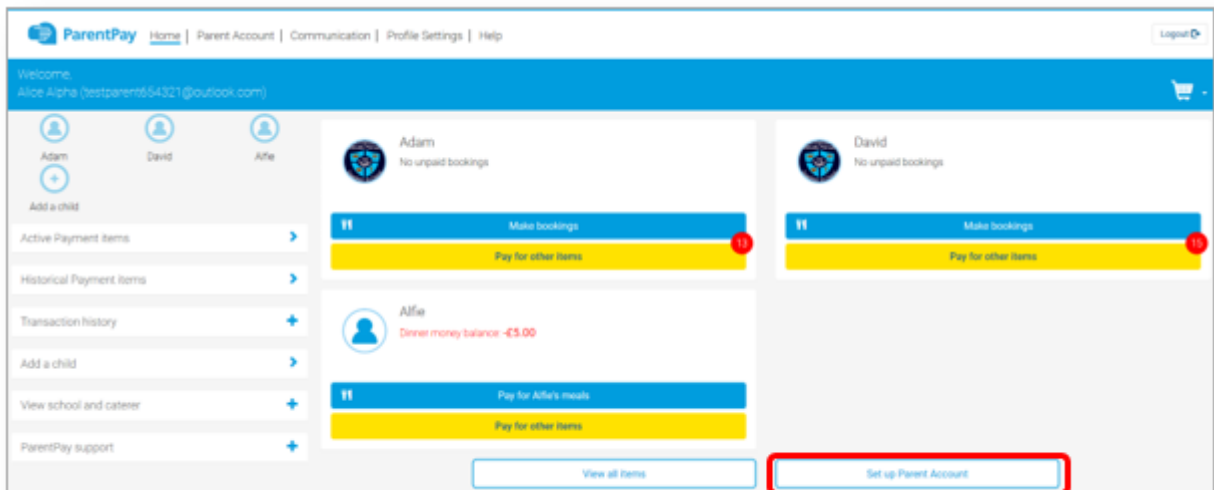 ParentPay Home | Parent Account | Communication | Profile Settings | Help
Logout
Welcome,
Alice Alpha (testparent654321@outlook.com)
Adam David Alfie
Add a child
Active Payment items
Historical Payment items
Transaction history
Add a child
View school and caterer
ParentPay support
Adam
No unpaid bookings
Make bookings
13
Pay for other items
David
No unpaid bookings
Make bookings
15
Pay for other items
Alfie
Dinner money balance: -£5.00
Pay for Alfie's meals
Pay for other items
View all items
Set up Parent Account